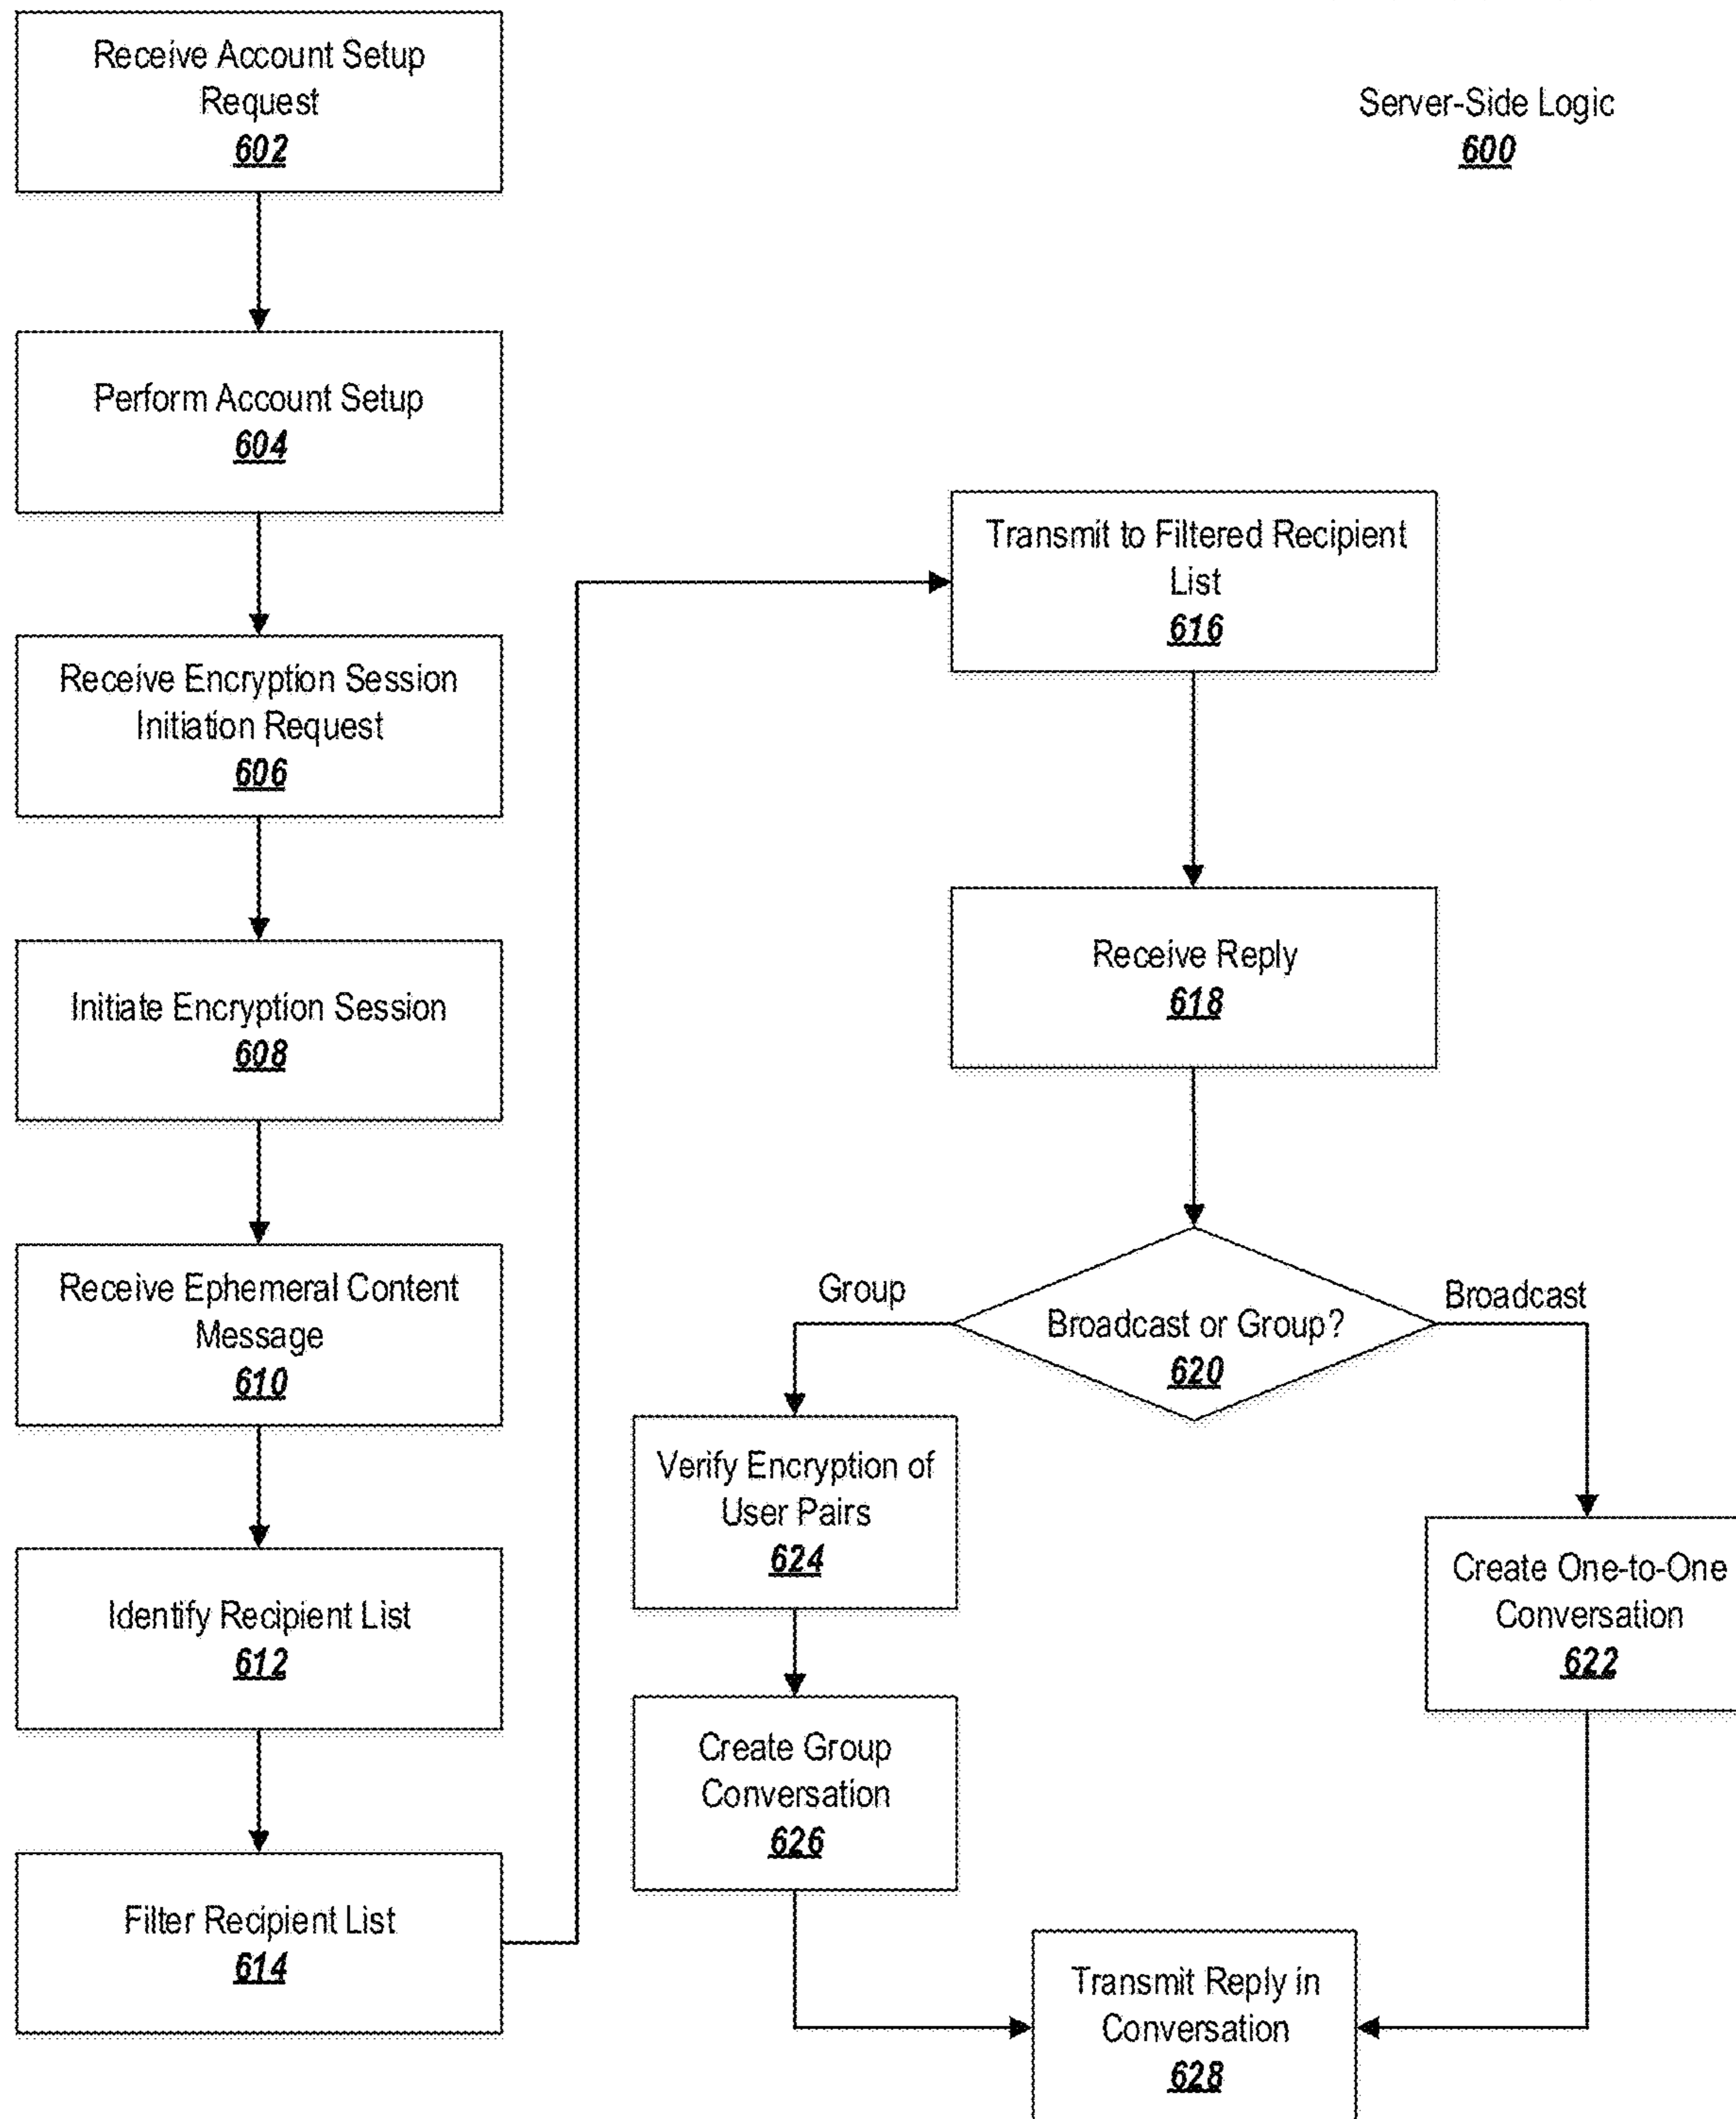 Receive Account Setup
Request
602
Server-Side Logic
600
Perform Account Setup
604
Receive Encryption Session
Initiation Request
606
Initiate Encryption Session
608
Receive Ephemeral Content
Message
610
Identify Recipient List
612
Filter Recipient List
614
Transmit to Filtered Recipient
List
616
Receive Reply
618
Broadcast or Group?
620
Group
Broadcast
Verify Encryption of
User Pairs
624
Create Group
Conversation
626
Create One-to-One
Conversation
622
Transmit Reply in
Conversation
628